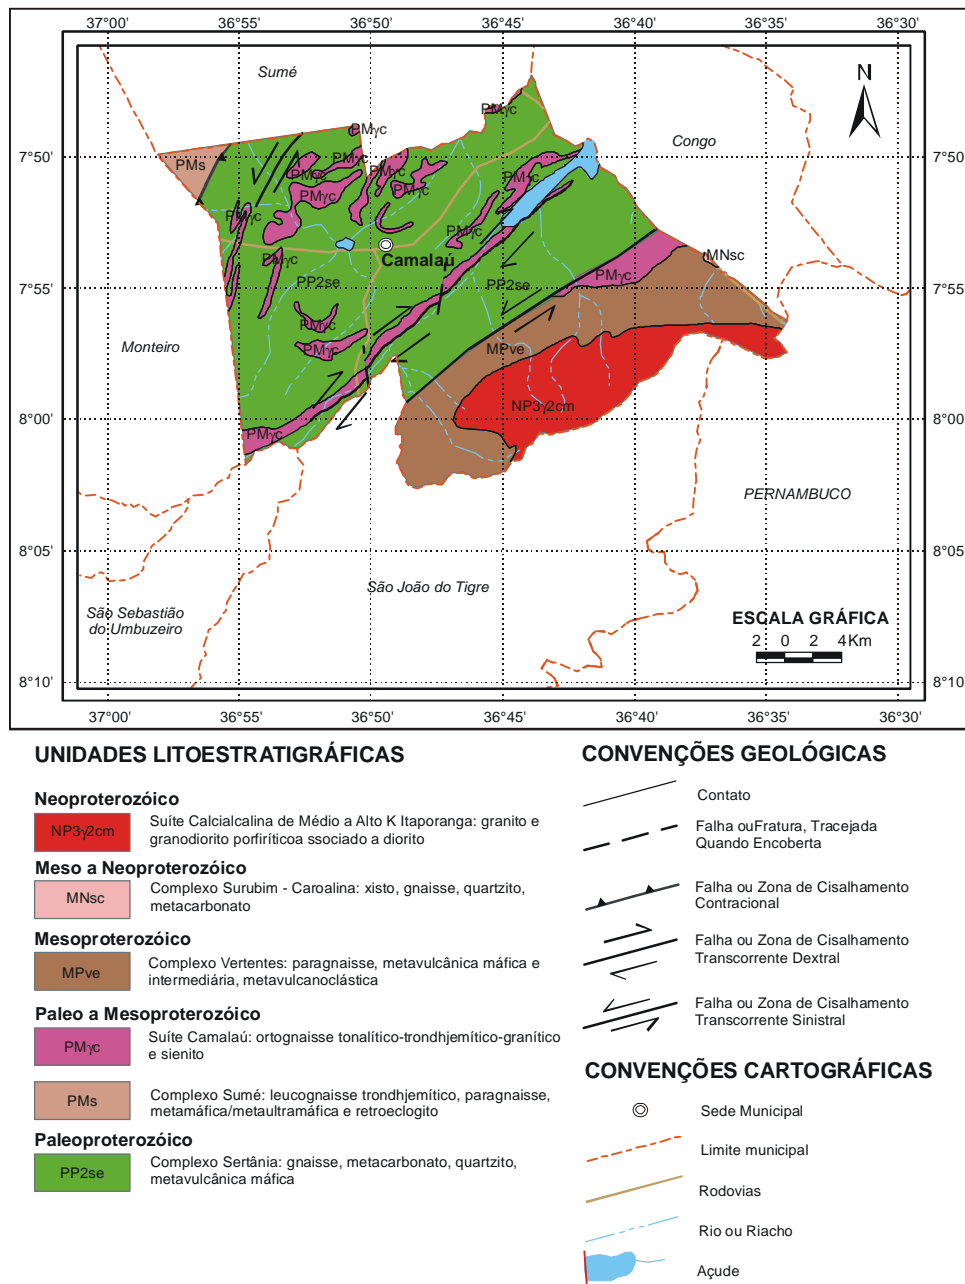 37°00'
36°55'
36°50'
36°45'
36°40'
36°35'
36°30'
Sumé
N
PMγc
PMγc
Congo
7°50'
7°50'
PMs
PMγc
PMγc
PMγc
PMγc
PMγc
PMγc
PMγc
PMγc
PMγc
Camalaú
MNsc
PMγc
PP2se
PP2se
PMγc
7°55'
7°55'
PMγc
Monteiro
PMγc
MPve
NP3γ2cm
8°00'
8°00'
PMγc
PERNAMBUCO
8°05'
8°05'
São João do Tigre
São Sebastião
do Umbuzeiro
ESCALA GRÁFICA
2 0 2 4Km
8°10'
8°10'
37°00'
36°55'
36°50'
36°45'
36°40'
36°35'
36°30'
UNIDADES LITOESTRATIGRÁFICAS
Neoproterozóico
NP3γ2cm
Suíte Calcialcalina de Médio a Alto K Itaporanga: granito e
granodiorito porfiríticoa ssociado a diorito
Meso a Neoproterozóico
MNsc
Complexo Surubim - Caroalina: xisto, gnaisse, quartzito,
metacarbonato
Mesoproterozóico
MPve
Complexo Vertentes: paragnaisse, metavulcânica máfica e
intermediária, metavulcanoclástica
Paleo a Mesoproterozóico
PMγc
Suíte Camalaú: ortognaisse tonalítico-trondhjemítico-granítico
e sienito
PMs
Complexo Sumé: leucognaisse trondhjemítico, paragnaisse,
metamáfica/metaultramáfica e retroeclogito
Paleoproterozóico
PP2se
Complexo Sertânia: gnaisse, metacarbonato, quartzito,
metavulcânica máfica
CONVENÇÕES GEOLÓGICAS
Contato
Falha ouFratura, Tracejada
Quando Encoberta
Falha ou Zona de Cisalhamento
Contracional
Falha ou Zona de Cisalhamento
Transcorrente Dextral
Falha ou Zona de Cisalhamento
Transcorrente Sinistral
CONVENÇÕES CARTOGRÁFICAS
Sede Municipal
Limite municipal
Rodovias
Rio ou Riacho
Açude